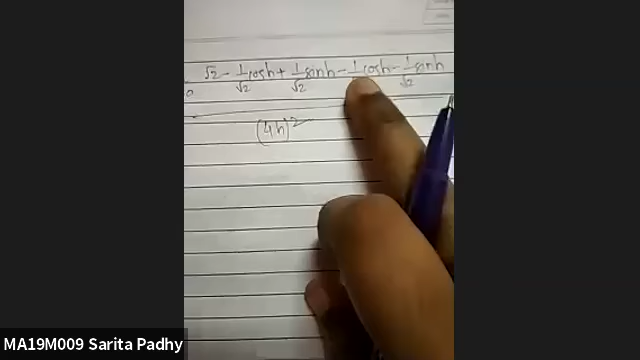 √2 - 1/√2 cosh + 1/√2 sinh - 1/√2 cosh - 1/√2 sinh
(4h)²
MA19M009 Sarita Padhy